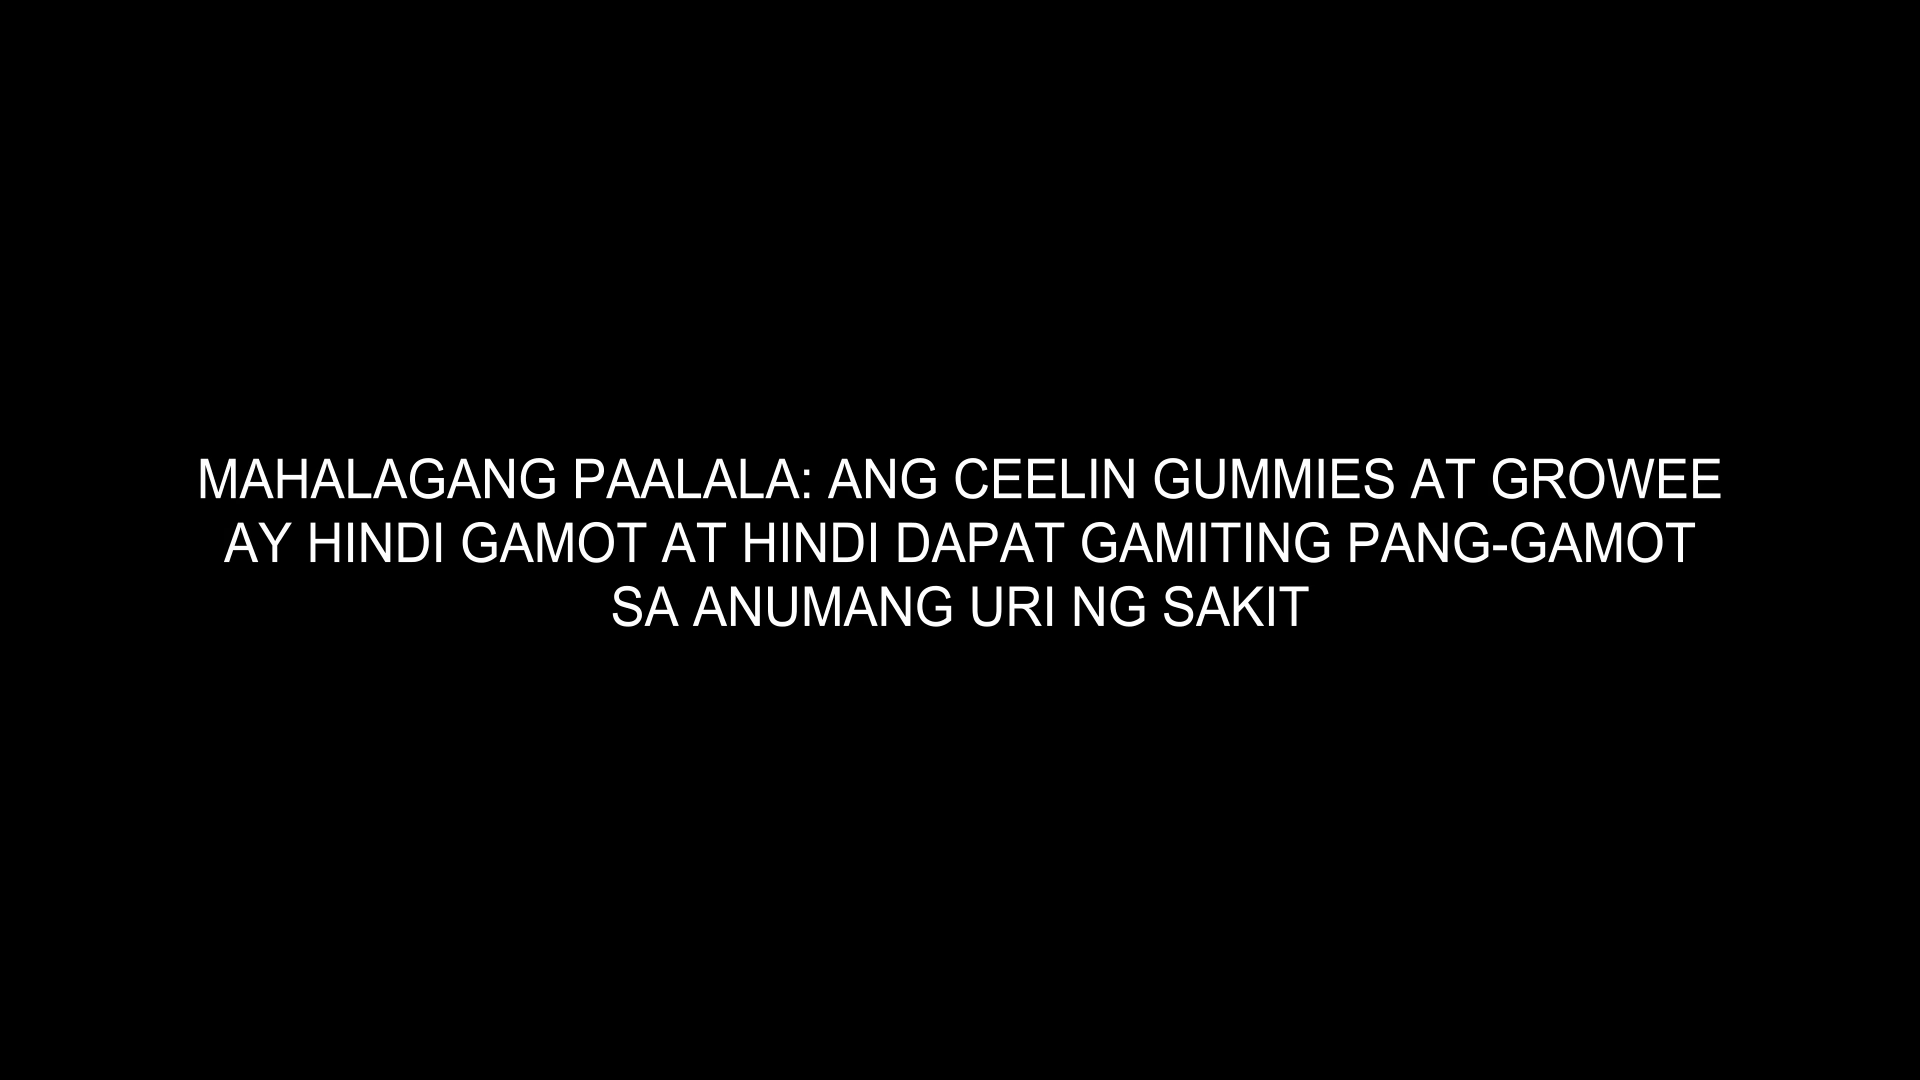 MAHALAGANG PAALALA: ANG CEELIN GUMMIES AT GROWEE
AY HINDI GAMOT AT HINDI DAPAT GAMITING PANG-GAMOT
SA ANUMANG URI NG SAKIT